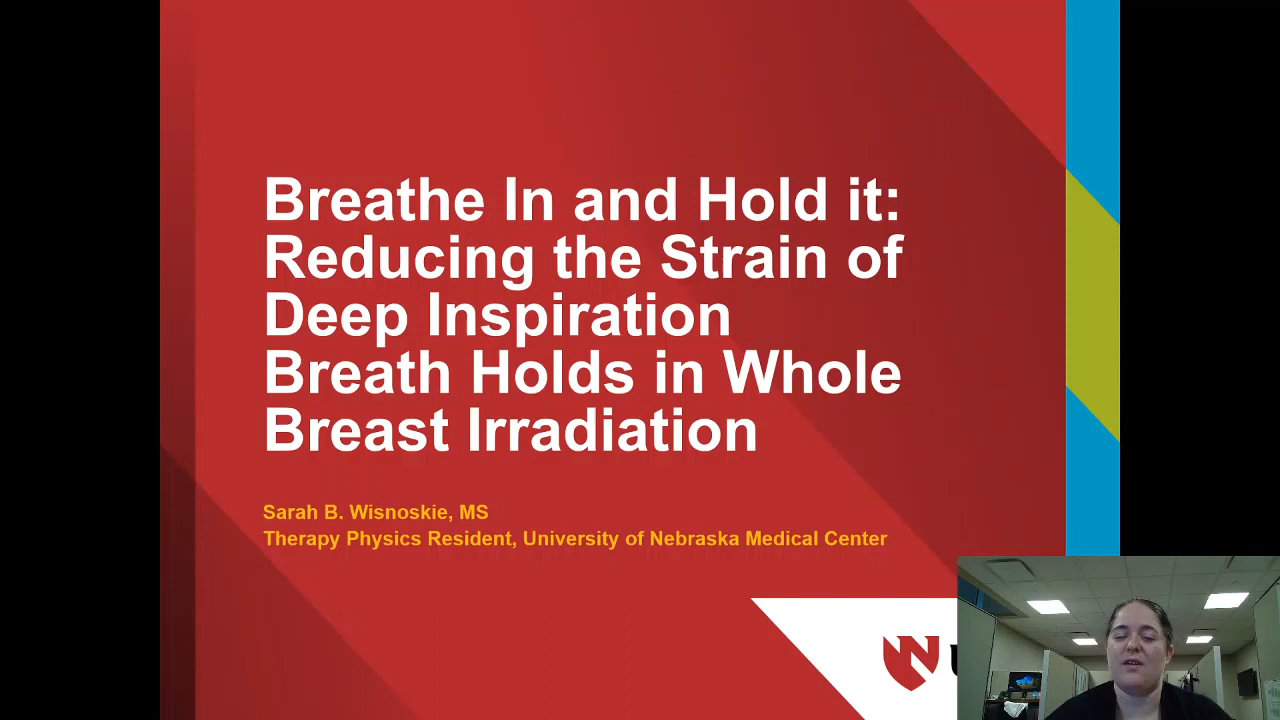 Breathe In and Hold it:
Reducing the Strain of
Deep Inspiration
Breath Holds in Whole
Breast Irradiation
Sarah B. Wisnoskie, MS
Therapy Physics Resident, University of Nebraska Medical Center